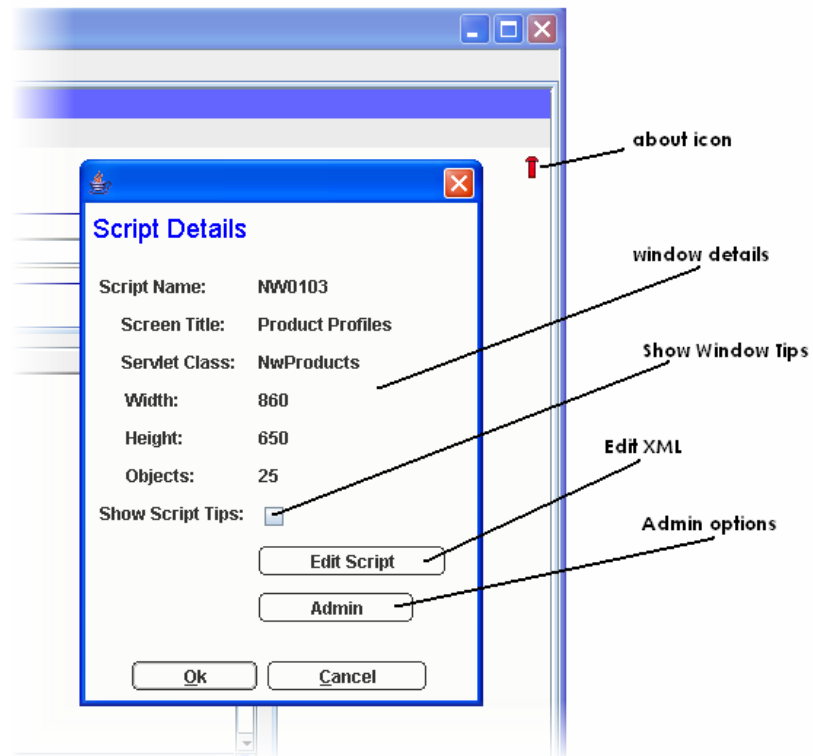 about icon
Script Details
window details
Script Name: NW0103
Screen Title: Product Profiles
Show Window Tips
Servlet Class: NwProducts
Width: 860
Height: 650
Edit XML
Objects: 25
Show Script Tips:
Admin options
Edit Script
Admin
Ok Cancel